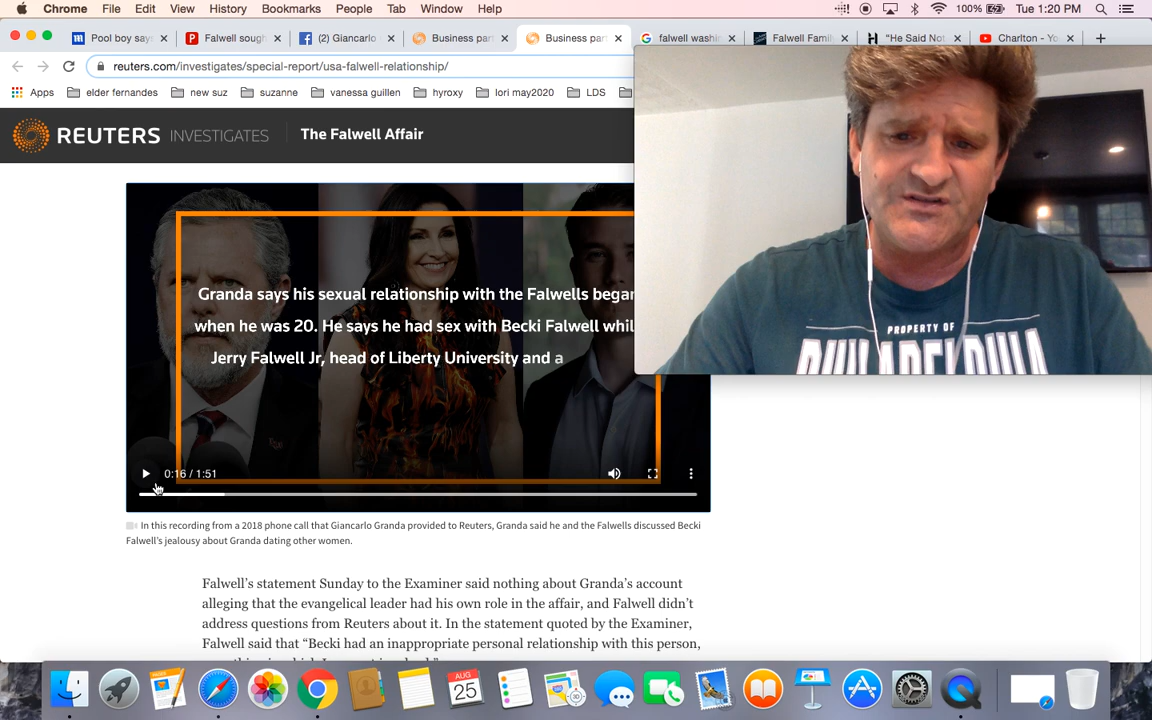 Chrome File Edit View History Bookmarks People Tab Window Help 100% Tue 1:20 PM
Pool boy say Falwell sough (2) Giancarlo Business par Business par falwell washi Falwell Famil "He Said Not Charlton - Yo
reuters.com/investigates/special-report/usa-falwell-relationship/
Apps elder fernandes new suz suzanne vanessa guillen hyroxy lori may2020 LDS
REUTERS INVESTIGATES The Falwell Affair
PROPERTY OF
PHILADELPHIA
Granda says his sexual relationship with the Falwells began
when he was 20. He says he had sex with Becki Falwell whil
Jerry Falwell Jr, head of Liberty University and a
0:16 / 1:51
In this recording from a 2018 phone call that Giancarlo Granda provided to Reuters, Granda said he and the Falwells discussed Becki
Falwell's jealousy about Granda dating other women.
Falwell's statement Sunday to the Examiner said nothing about Granda's account
alleging that the evangelical leader had his own role in the affair, and Falwell didn't
address questions from Reuters about it. In the statement quoted by the Examiner,
Falwell said that "Becki had an inappropriate personal relationship with this person,
AUG
25